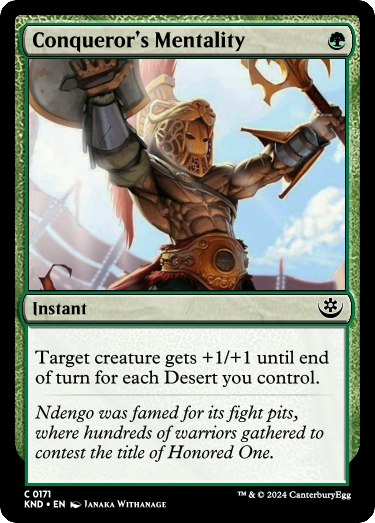 Conqueror's Mentality
Instant
Target creature gets +1/+1 until end
of turn for each Desert you control.
Ndengo was famed for its fight pits,
where hundreds of warriors gathered to
contest the title of Honored One.
C 0171
KND • EN Janaka Withanage
™ & © 2024 CanterburyEgg